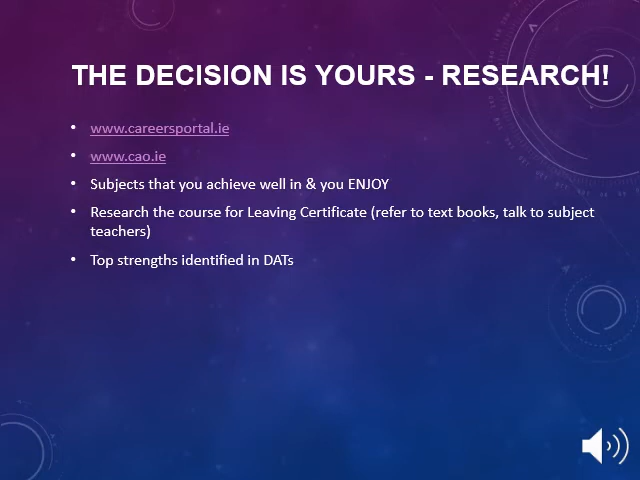 THE DECISION IS YOURS - RESEARCH!
• www.careersportal.ie
• www.cao.ie
• Subjects that you achieve well in & you ENJOY
• Research the course for Leaving Certificate (refer to text books, talk to subject
teachers)
• Top strengths identified in DATs